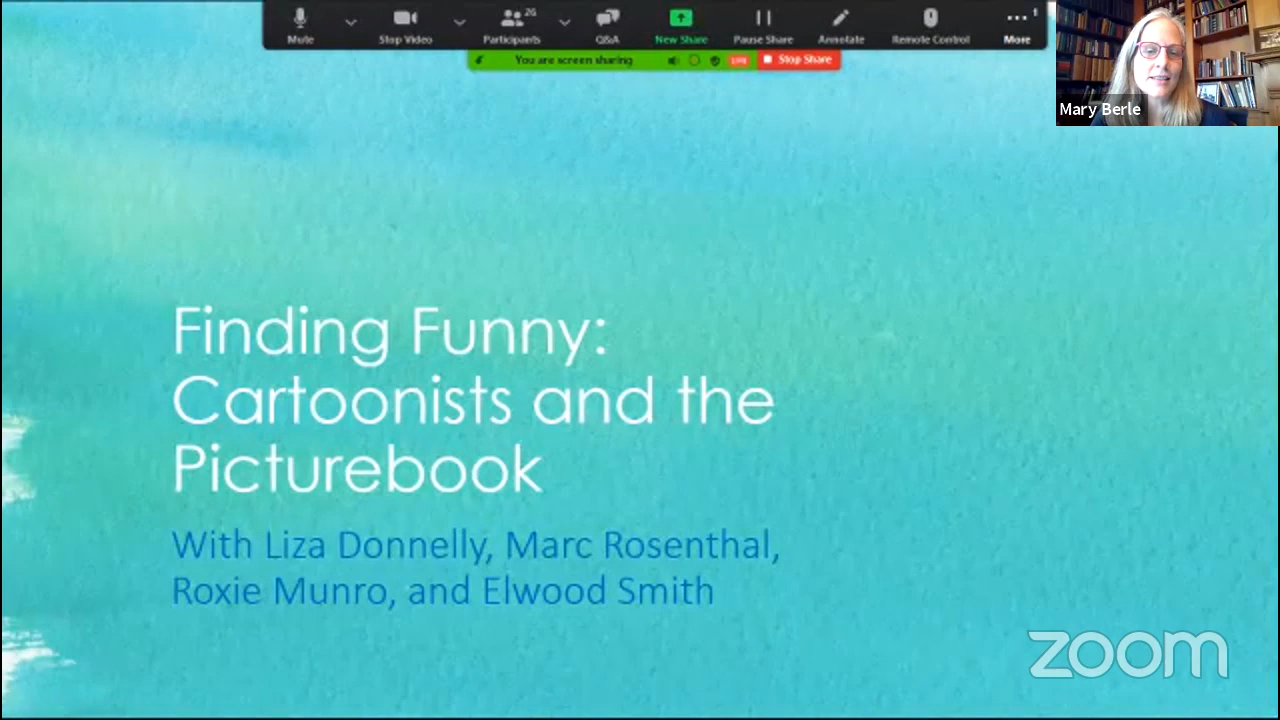 Mute
Stop Video
Participants
26
Q&A
New Share
Pause Share
Annotate
Remote Control
More
1
You are screen sharing
Stop Share
Mary Berle
Finding Funny:
Cartoonists and the
Picturebook
With Liza Donnelly, Marc Rosenthal,
Roxie Munro, and Elwood Smith
zoom